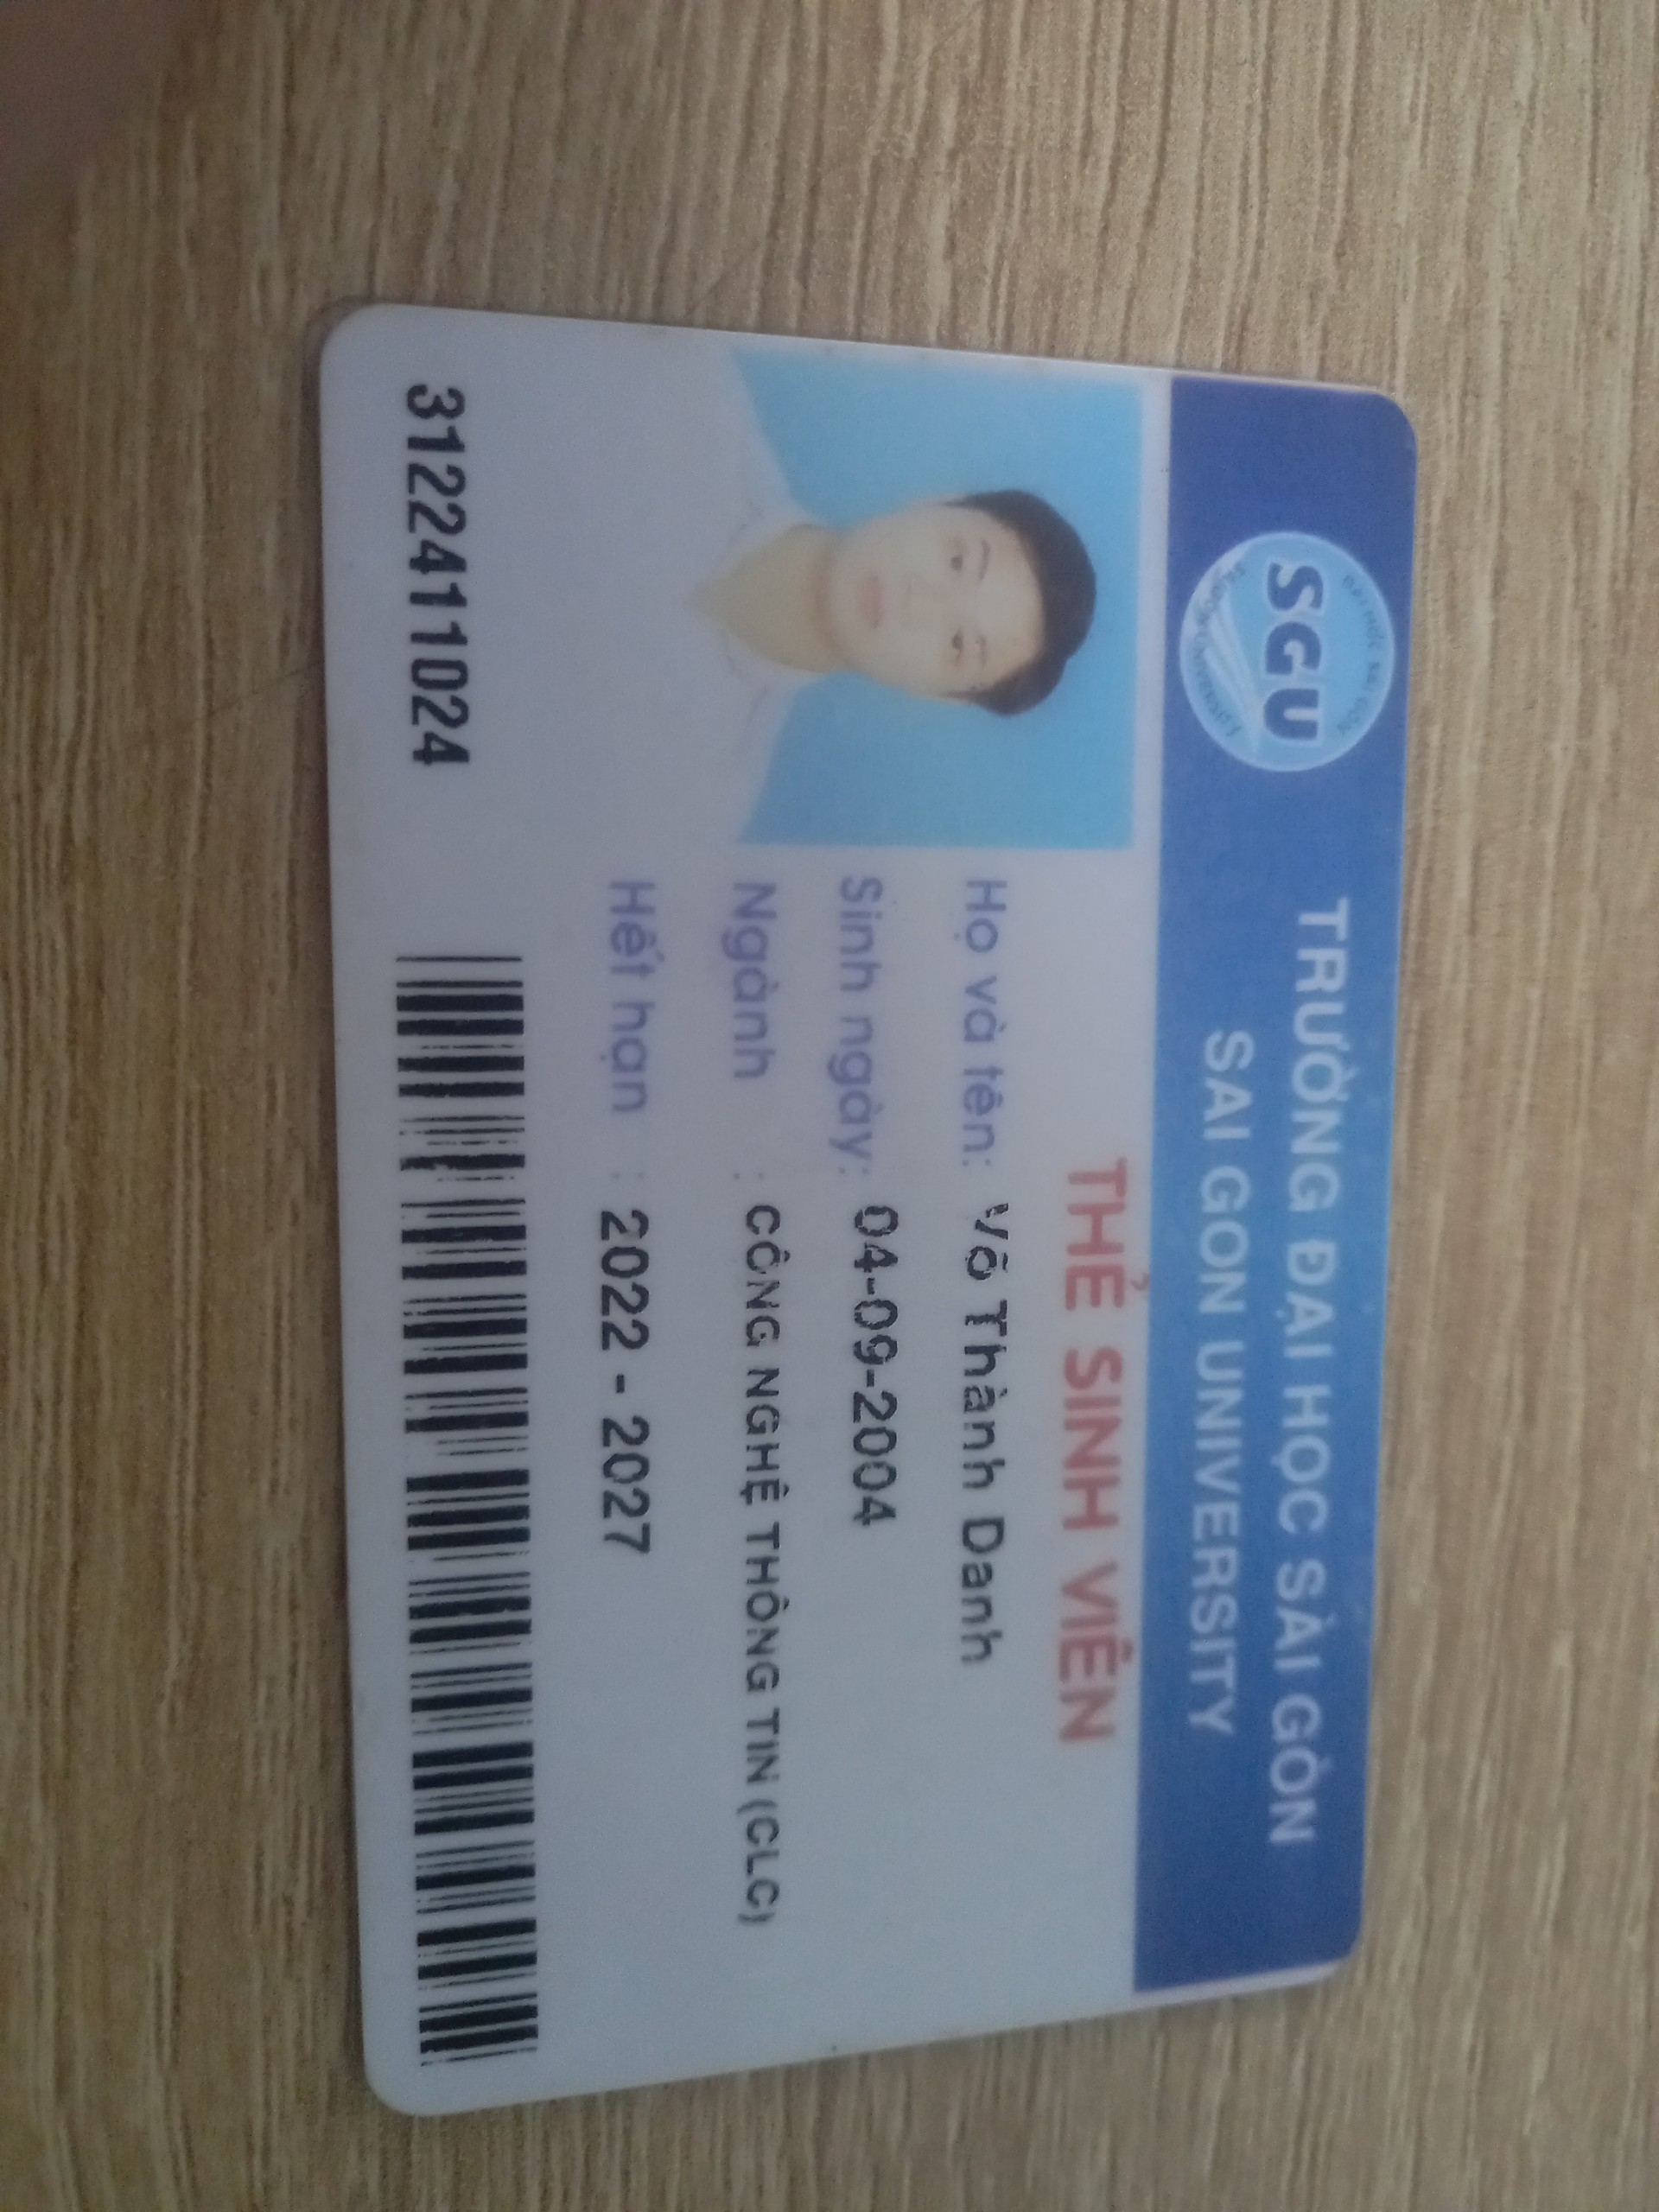 ĐẠI HỌC SÀI GÒN
SGU
SAIGON UNIVERSITY
TRƯỜNG ĐẠI HỌC SÀI GÒN
SAI GON UNIVERSITY
THẺ SINH VIÊN
Họ và tên: Võ Thành Danh
Sinh ngày: 04-09-2004
Ngành : CÔNG NGHỆ THÔNG TIN (CLC)
Hết hạn : 2022 - 2027
3122411024